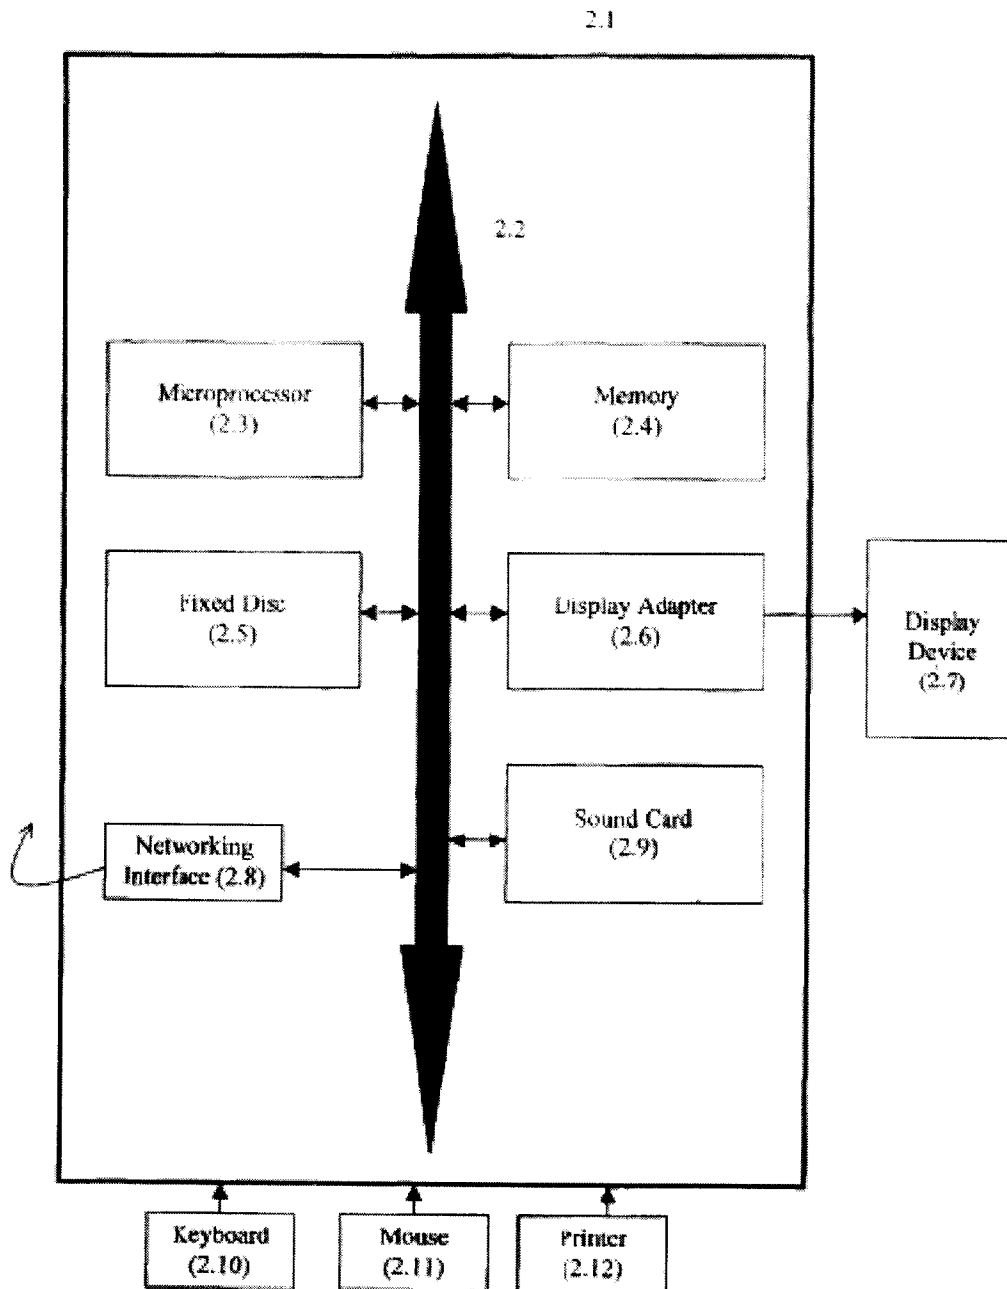 2.1
2.2
Microprocessor
(2.3)
Memory
(2.4)
Fixed Disc
(2.5)
Display Adapter
(2.6)
Display
Device
(2.7)
Networking
Interface (2.8)
Sound Card
(2.9)
Keyboard
(2.10)
Mouse
(2.11)
Printer
(2.12)